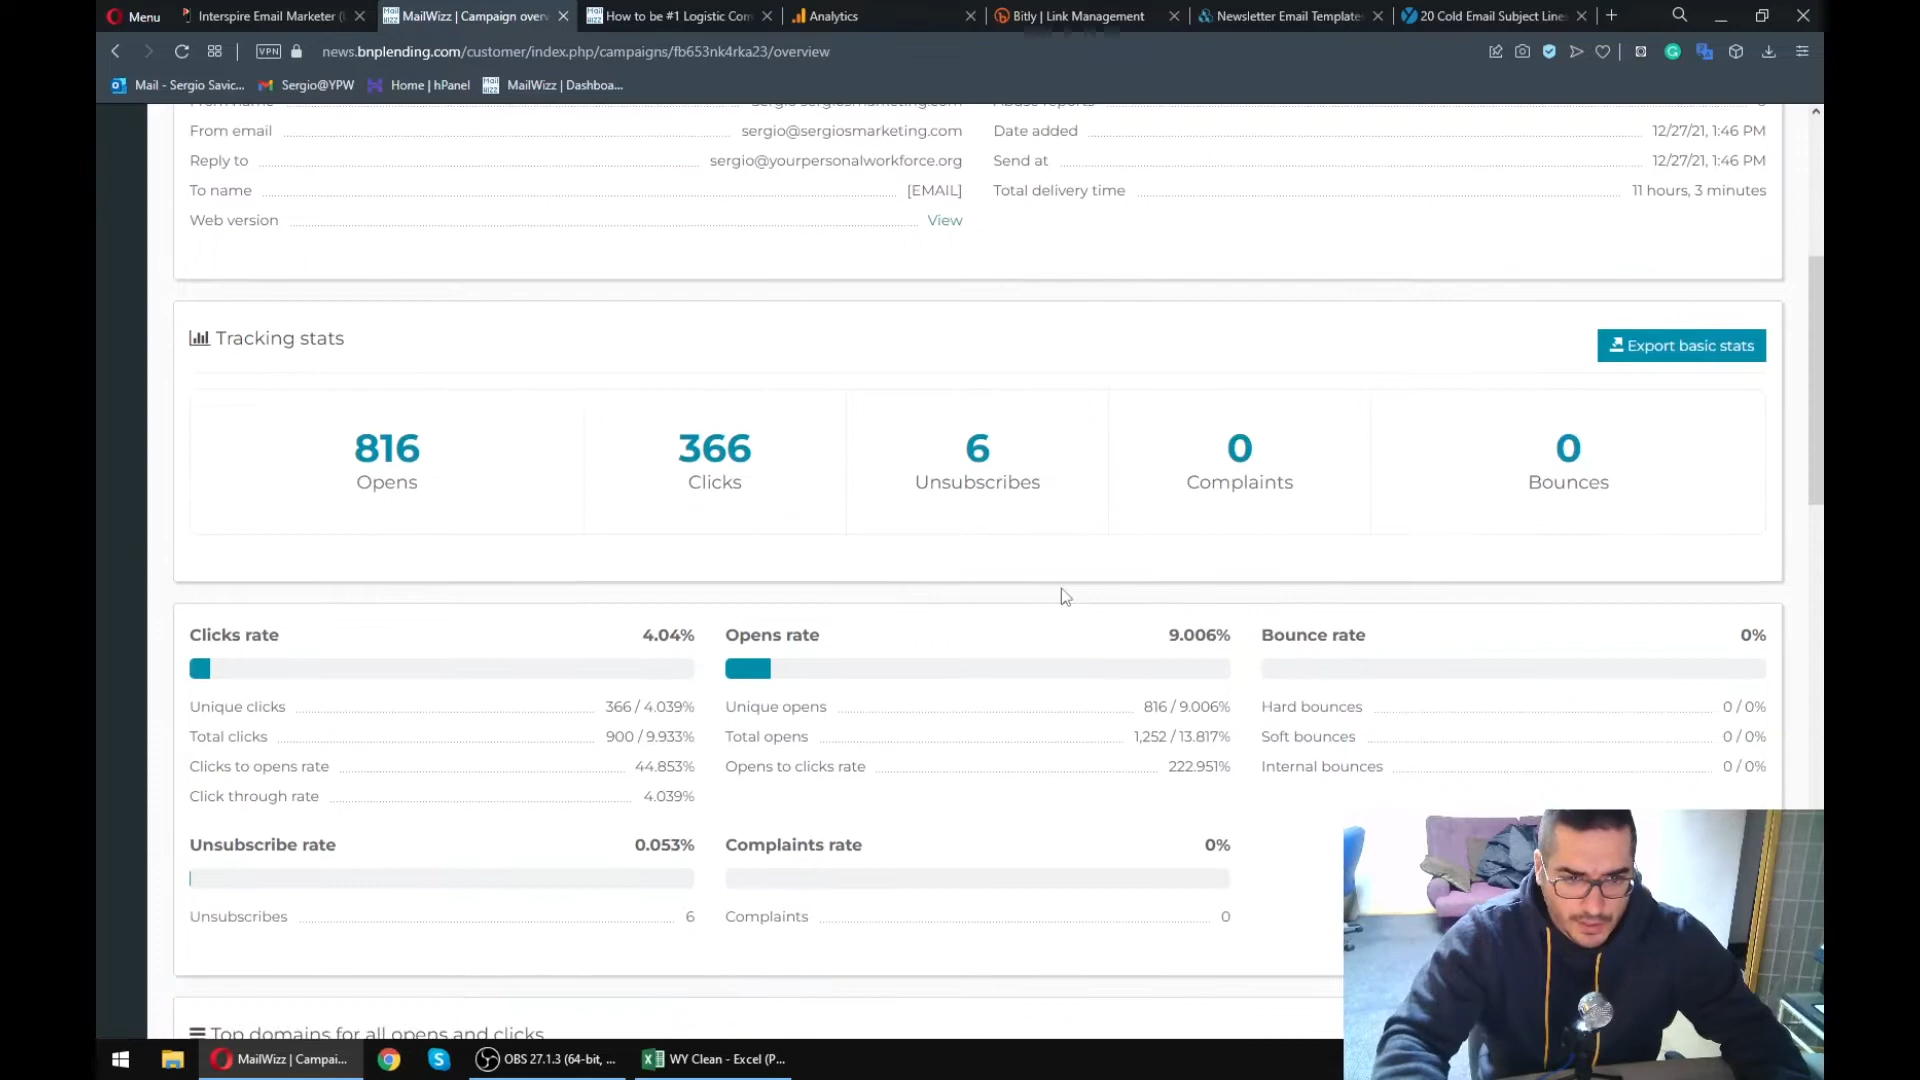 Menu
Interspire Email Marketer (
MailWizz | Campaign over
How to be #1 Logistic Com
Analytics
Bitly | Link Management
Newsletter Email Templates
20 Cold Email Subject Lines
VPN
news.bnplending.com/customer/index.php/campaigns/fb653nk4rka23/overview
Mail - Sergio Savic...
Sergio@YPW
Home | hPanel
MailWizz | Dashboa...
From email sergio@sergiosmarketing.com
Reply to sergio@yourpersonalworkforce.org
To name [EMAIL]
Web version View
Date added 12/27/21, 1:46 PM
Send at 12/27/21, 1:46 PM
Total delivery time 11 hours, 3 minutes
Tracking stats
Export basic stats
816
Opens
366
Clicks
6
Unsubscribes
0
Complaints
0
Bounces
Clicks rate 4.04%
Unique clicks 366 / 4.039%
Total clicks 900 / 9.933%
Clicks to opens rate 44.853%
Click through rate 4.039%
Opens rate 9.006%
Unique opens 816 / 9.006%
Total opens 1,252 / 13.817%
Opens to clicks rate 222.951%
Bounce rate 0%
Hard bounces 0 / 0%
Soft bounces 0 / 0%
Internal bounces 0 / 0%
Unsubscribe rate 0.053%
Unsubscribes 6
Complaints rate 0%
Complaints 0
Top domains for all opens and clicks
MailWizz | Campai...
OBS 27.1.3 (64-bit, ...
WY Clean - Excel (P...